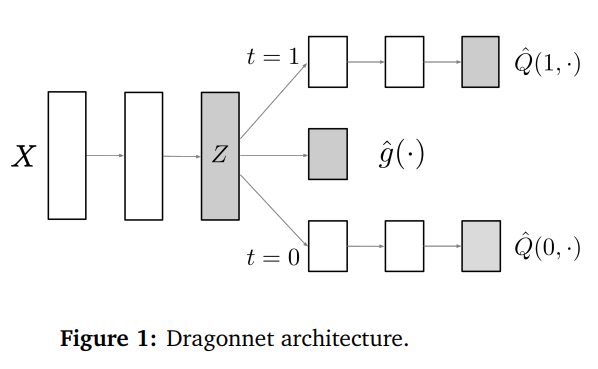 t = 1
Q̂(1, ·)
X
Z
ĝ(·)
t = 0
Q̂(0, ·)
Figure 1: Dragonnet architecture.